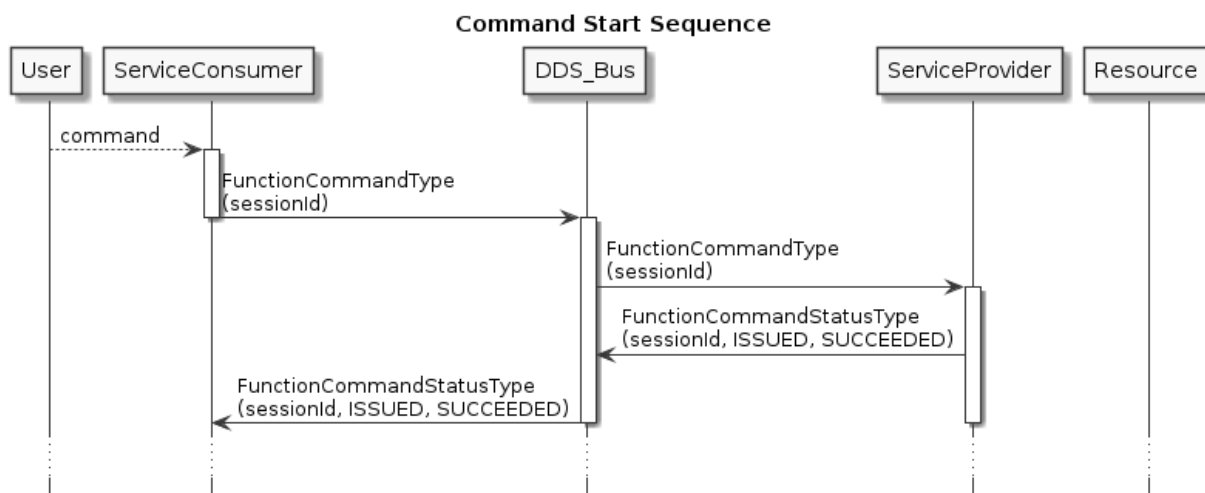 Command Start Sequence
User
ServiceConsumer
DDS_Bus
ServiceProvider
Resource
command
FunctionCommandType
(sessionId)
FunctionCommandType
(sessionId)
FunctionCommandStatusType
(sessionId, ISSUED, SUCCEEDED)
FunctionCommandStatusType
(sessionId, ISSUED, SUCCEEDED)